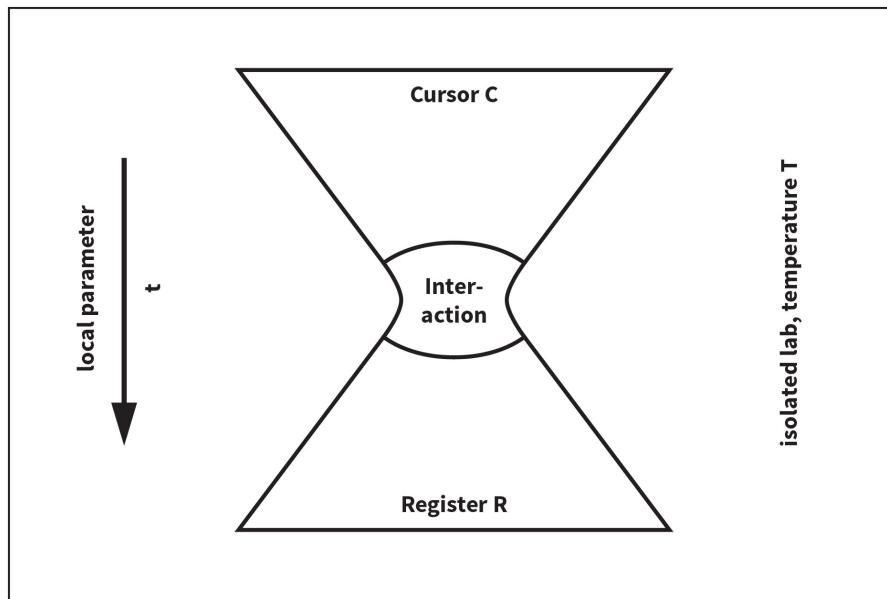 Cursor C
local parameter
t
Inter-
action
isolated lab, temperature T
Register R